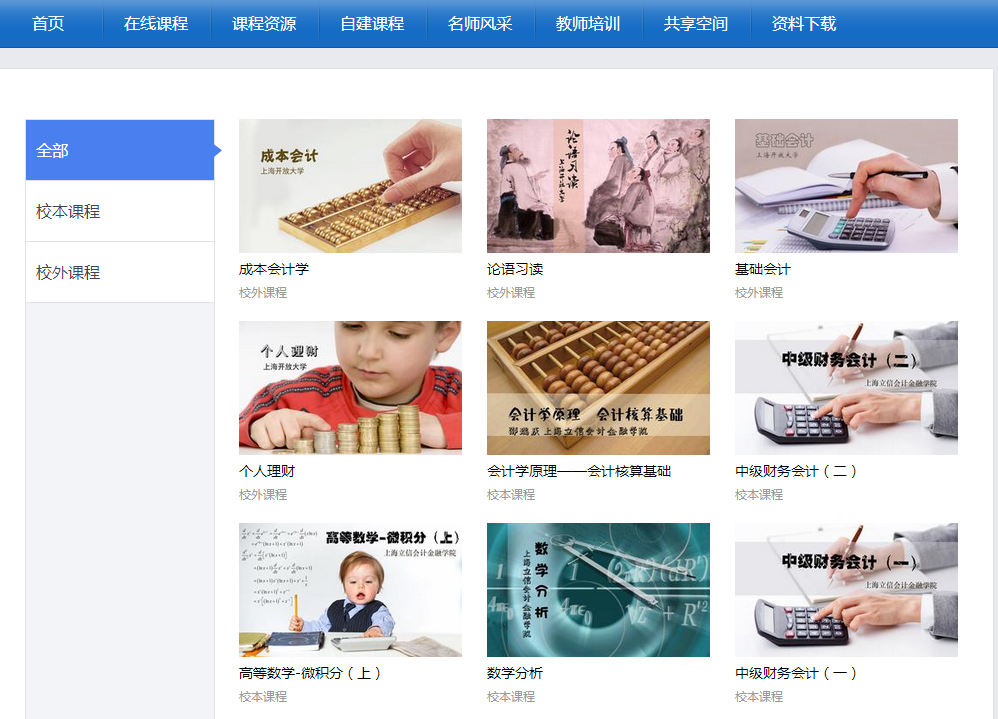 首页 在线课程 课程资源 自建课程 名师风采 教师培训 共享空间 资料下载
全部
校本课程
校外课程
成本会计
上海开放大学
论语习读
上海开放大学
基础会计
上海开放大学
成本会计学
校外课程
论语习读
校外课程
基础会计
校外课程
个人理财
上海开放大学
会计学原理 会计核算基础
上海立信会计金融学院
中级财务会计（二）
上海立信会计金融学院
个人理财
校外课程
会计学原理——会计核算基础
校本课程
中级财务会计（二）
校本课程
高等数学-微积分（上）
上海立信会计金融学院
数学分析
上海立信会计金融学院
中级财务会计（一）
上海立信会计金融学院
高等数学-微积分（上）
校本课程
数学分析
校本课程
中级财务会计（一）
校本课程